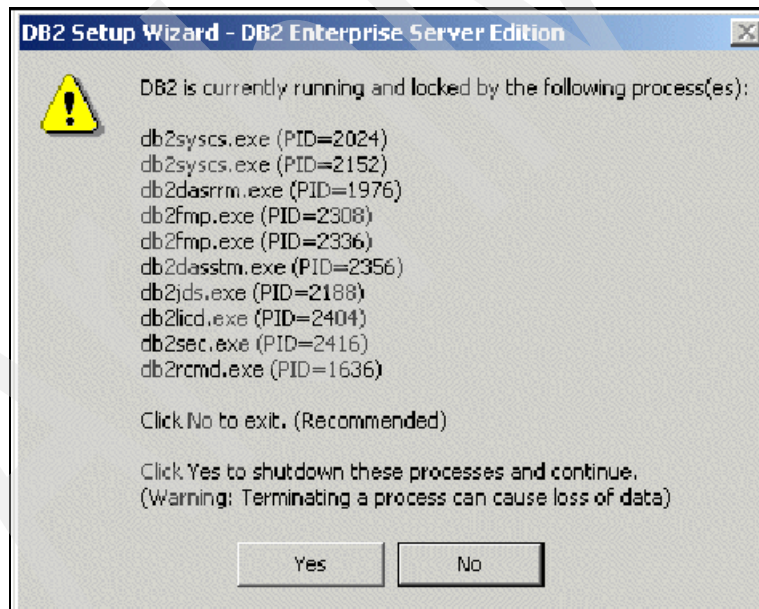 DB2 Setup Wizard - DB2 Enterprise Server Edition
DB2 is currently running and locked by the following process(es):
db2syscs.exe (PID=2024)
db2syscs.exe (PID=2152)
db2dasrrm.exe (PID=1976)
db2fmp.exe (PID=2308)
db2fmp.exe (PID=2336)
db2dasstm.exe (PID=2356)
db2jds.exe (PID=2188)
db2licd.exe (PID=2404)
db2sec.exe (PID=2416)
db2rcmd.exe (PID=1636)
Click No to exit. (Recommended)
Click Yes to shutdown these processes and continue.
(Warning: Terminating a process can cause loss of data)
Yes No